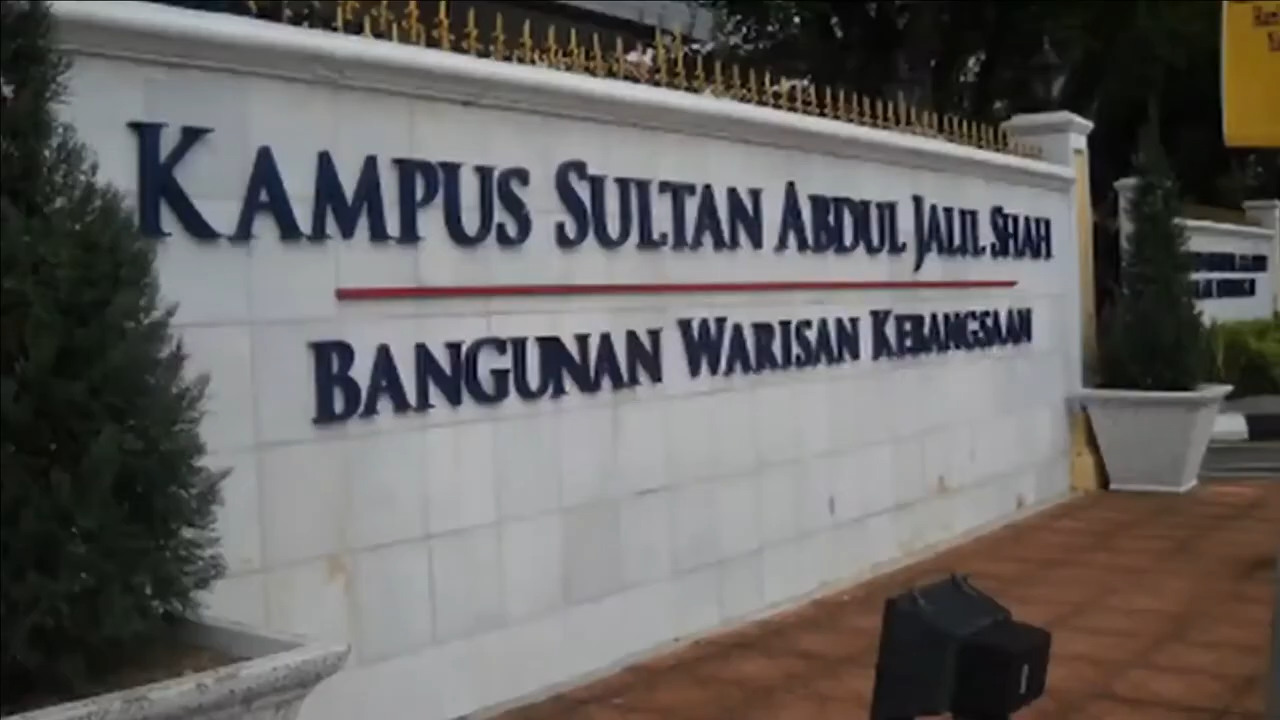 KAMPUS SULTAN ABDUL JALIL SHAH
BANGUNAN WARISAN KEBANGSAAN